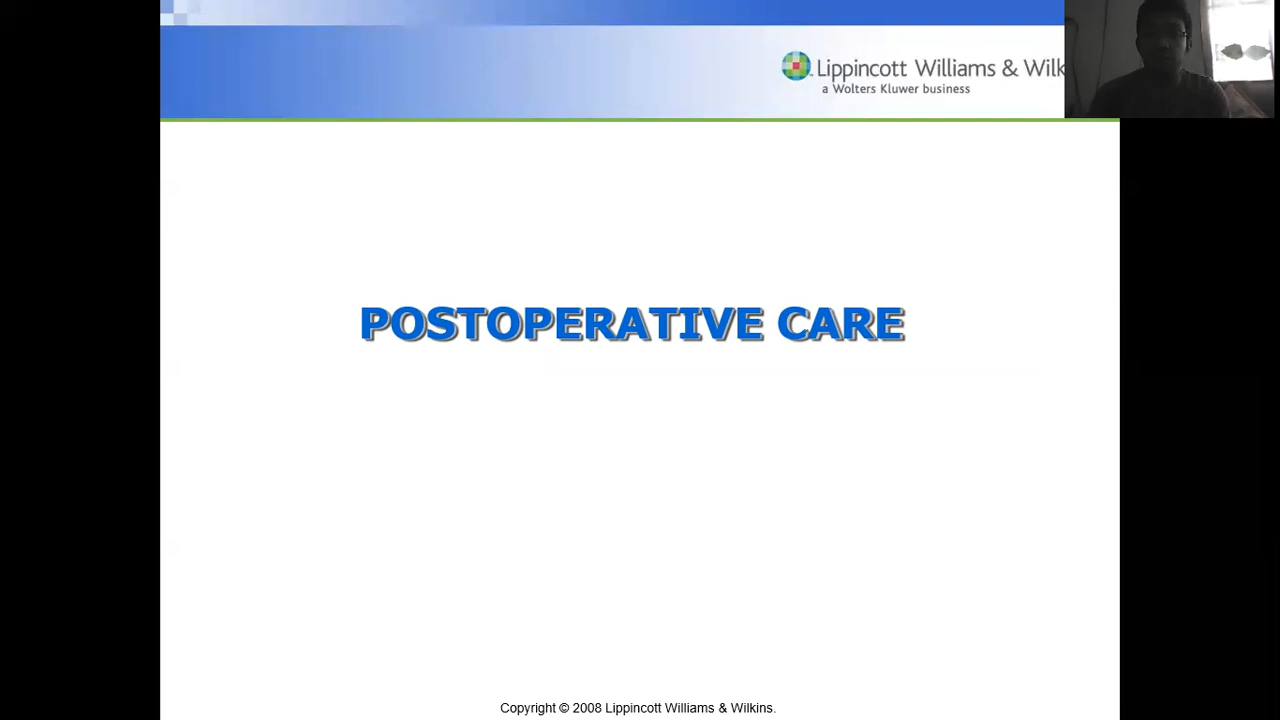 Lippincott Williams & Wilk
a Wolters Kluwer business
POSTOPERATIVE CARE
Copyright © 2008 Lippincott Williams & Wilkins.